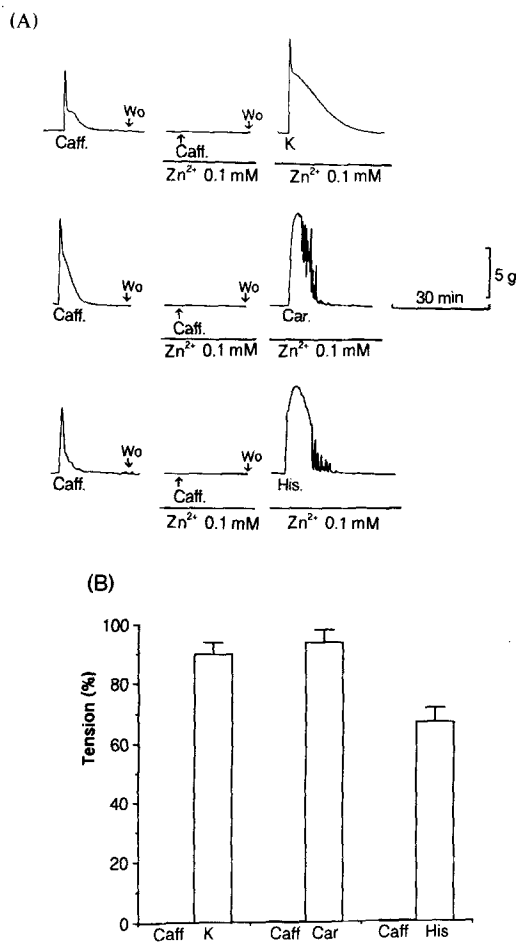 (A)
Wo Wo
Caff. Caff. K
Zn²⁺ 0.1 mM Zn²⁺ 0.1 mM
Wo Wo
5 g
30 min
Caff. Caff. Car.
Zn²⁺ 0.1 mM Zn²⁺ 0.1 mM
Wo Wo
Caff. Caff. His.
Zn²⁺ 0.1 mM Zn²⁺ 0.1 mM
(B)
100
80
60
40
20
0
Tension (%)
Caff K Caff Car Caff His